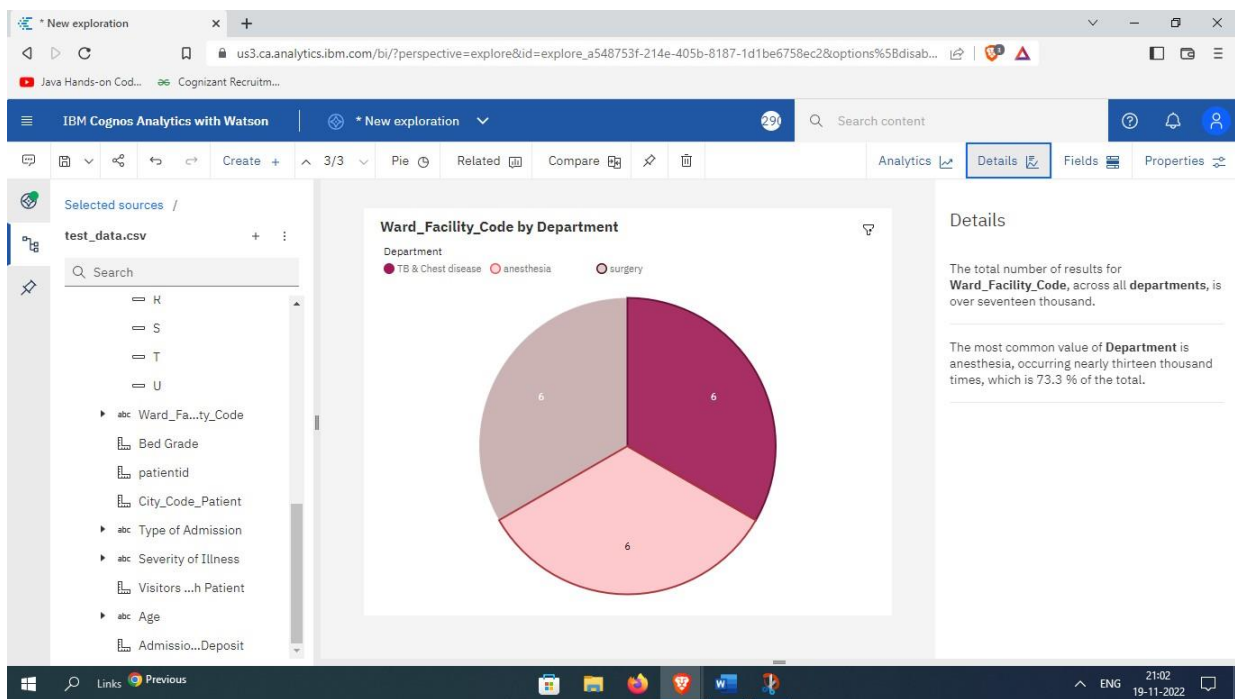 * New exploration
us3.ca.analytics.ibm.com/bi/?perspective=explore&id=explore_a548753f-214e-405b-8187-1d1be6758ec2&options%5Bdisab...
Java Hands-on Cod... Cognizant Recruitm...
IBM Cognos Analytics with Watson * New exploration 290 Search content
Create + 3/3 Pie Related Compare Analytics Details Fields Properties
Selected sources /
test_data.csv
Search
R
S
T
U
abc Ward_Fa...ty_Code
Bed Grade
patientid
City_Code_Patient
abc Type of Admission
abc Severity of Illness
Visitors ...h Patient
abc Age
Admissio...Deposit
Ward_Facility_Code by Department
Department
TB & Chest disease anesthesia surgery
6 6
6
Details
The total number of results for
Ward_Facility_Code, across all departments, is
over seventeen thousand.
The most common value of Department is
anesthesia, occurring nearly thirteen thousand
times, which is 73.3 % of the total.
Links Previous
ENG 21:02
19-11-2022